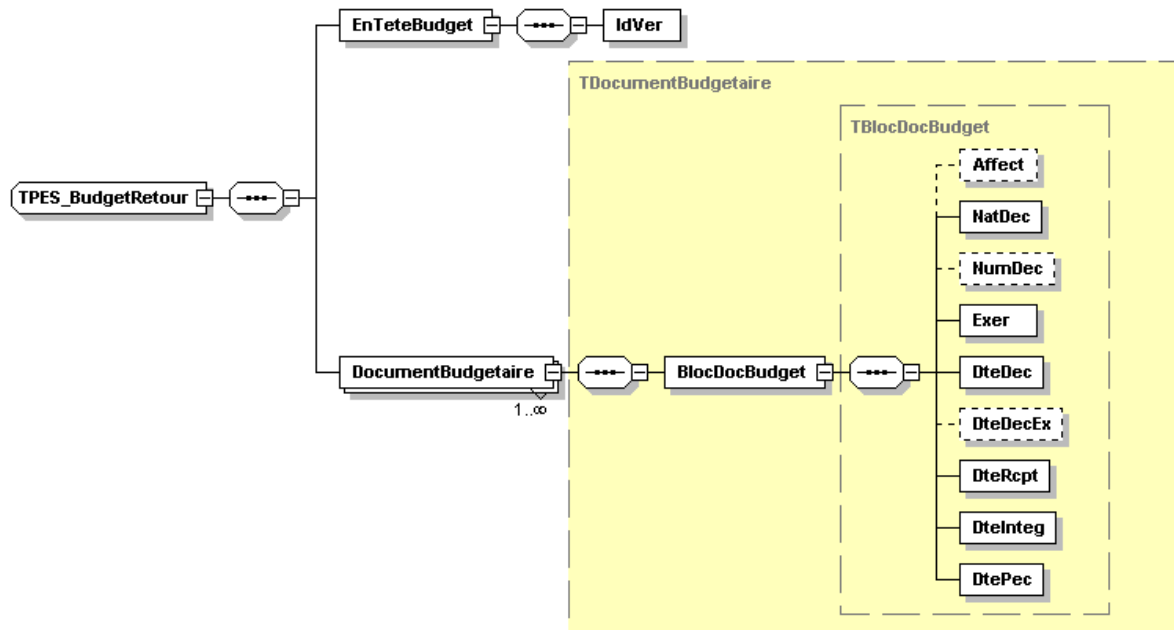 EnTeteBudget
IdVer
TDocumentBudgetaire
TBlocDocBudget
Affect
NatDec
TPES_BudgetRetour
NumDec
Exer
DocumentBudgetaire
BlocDocBudget
DteDec
1..∞
DteDecEx
DteRcpt
DteInteg
DtePec